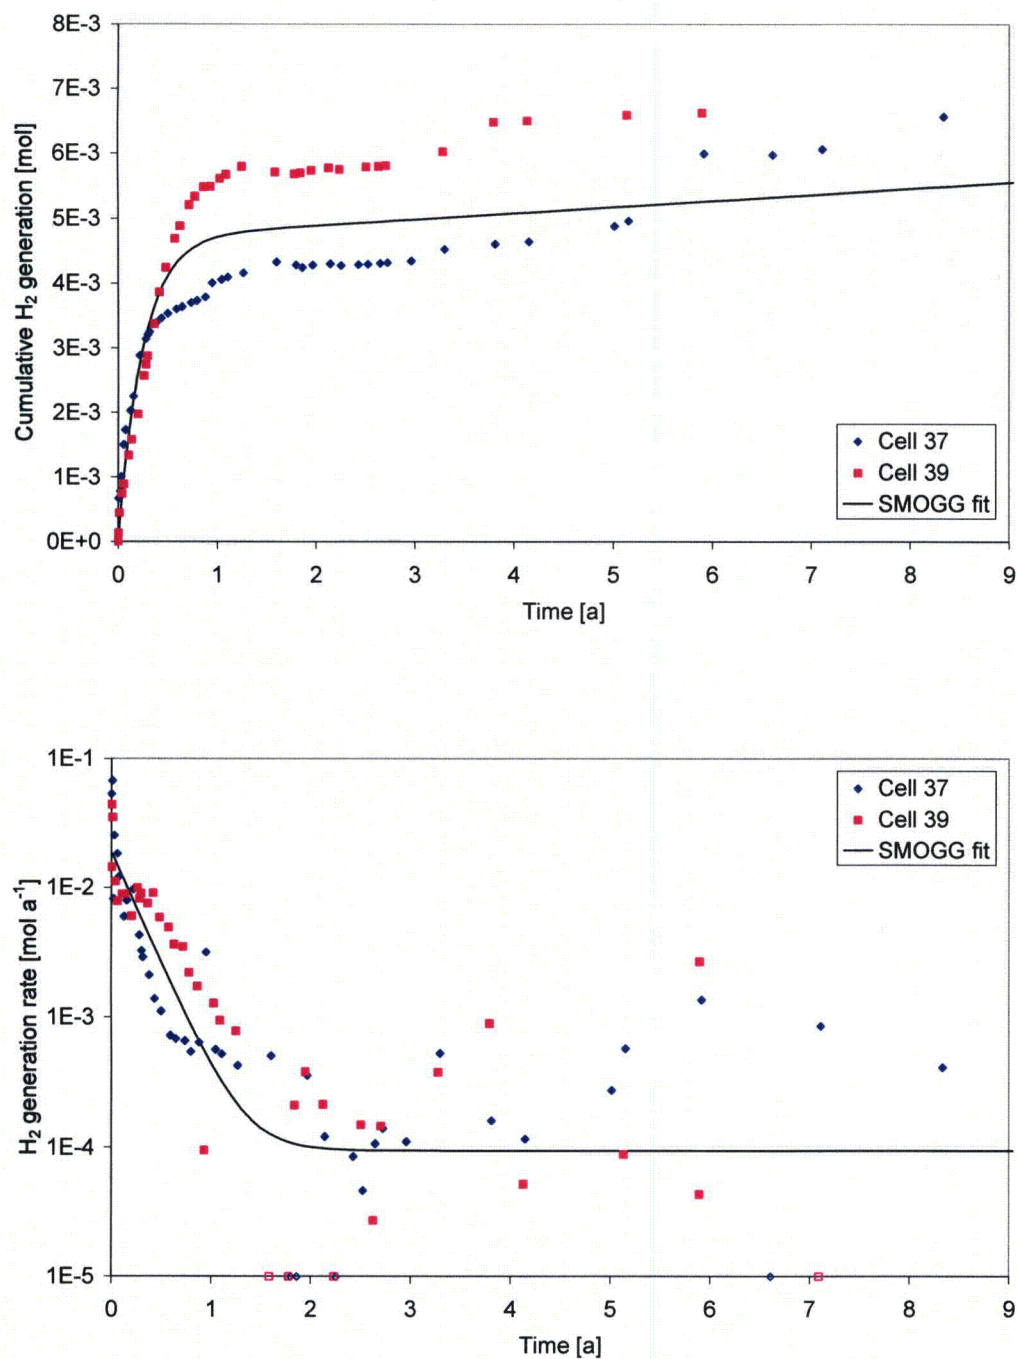 8E-3
7E-3
6E-3
5E-3
4E-3
3E-3
2E-3
1E-3
0E+0
Cumulative H₂ generation [mol]
Cell 37
Cell 39
SMOGG fit
0 1 2 3 4 5 6 7 8 9
Time [a]
1E-1
1E-2
1E-3
1E-4
1E-5
H₂ generation rate [mol a⁻¹]
Cell 37
Cell 39
SMOGG fit
0 1 2 3 4 5 6 7 8 9
Time [a]